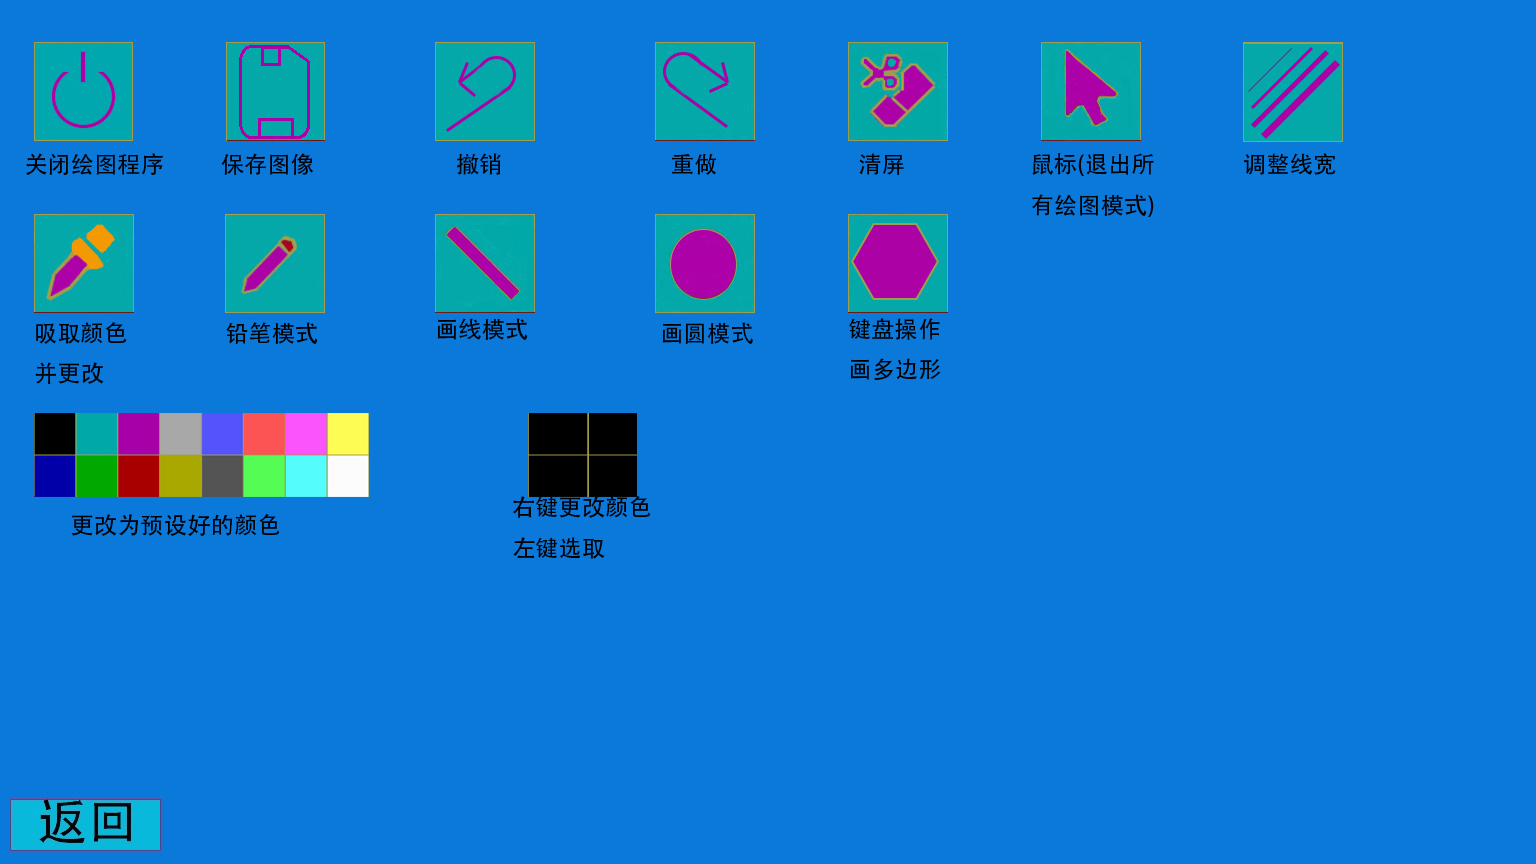 关闭绘图程序
保存图像
撤销
重做
清屏
鼠标(退出所
有绘图模式)
调整线宽
吸取颜色
并更改
铅笔模式
画线模式
画圆模式
键盘操作
画多边形
更改为预设好的颜色
右键更改颜色
左键选取
返回